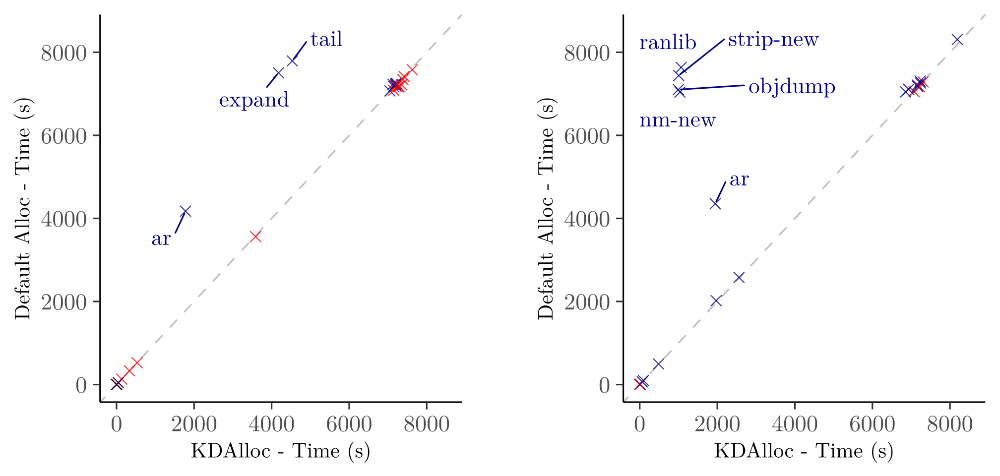 Default Alloc - Time (s)
8000
6000
4000
2000
0
tail
expand
ar
0 2000 4000 6000 8000
KDAlloc - Time (s)
Default Alloc - Time (s)
8000
6000
4000
2000
0
ranlib
strip-new
objdump
nm-new
ar
0 2000 4000 6000 8000
KDAlloc - Time (s)